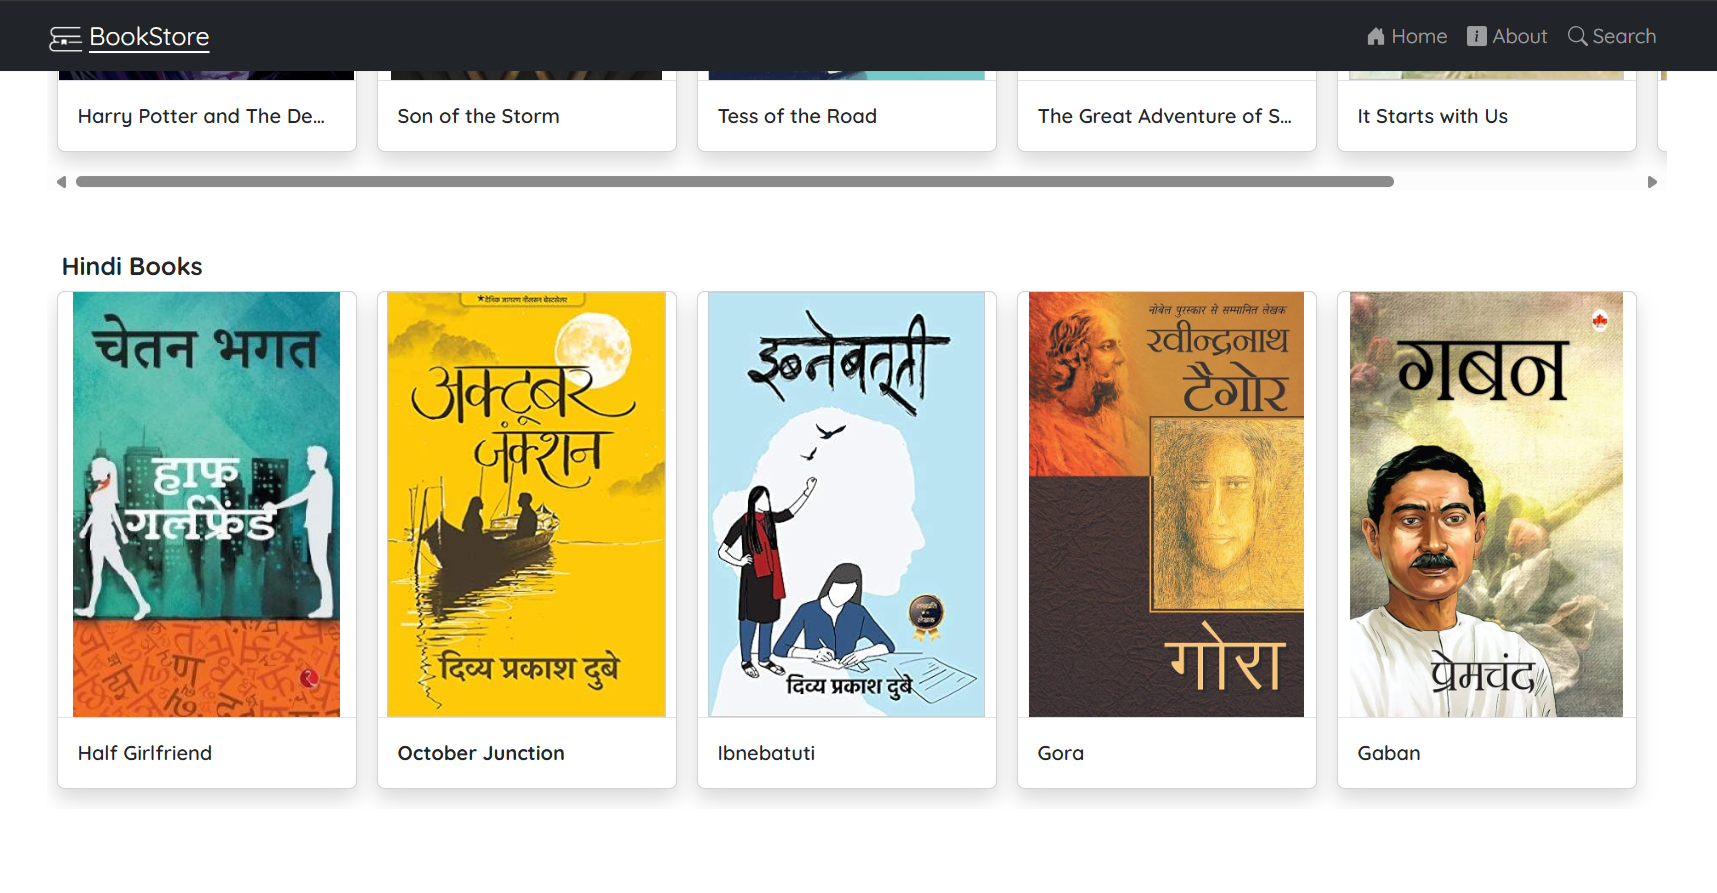 BookStore
Home
About
Search
Harry Potter and The De...
Son of the Storm
Tess of the Road
The Great Adventure of S...
It Starts with Us
Hindi Books
चेतन भगत
हाफ
गर्लफ्रेंड
Half Girlfriend
★दैनिक जागरण नीलसन बेस्टसेलर
अक्टूबर
जंक्शन
दिव्य प्रकाश दुबे
October Junction
इब्नेबतूती
दिव्य प्रकाश दुबे
Ibnebatuti
नोबेल पुरस्कार से सम्मानित लेखक
रवीन्द्रनाथ
टैगोर
गोरा
Gora
गबन
प्रेमचंद
Gaban